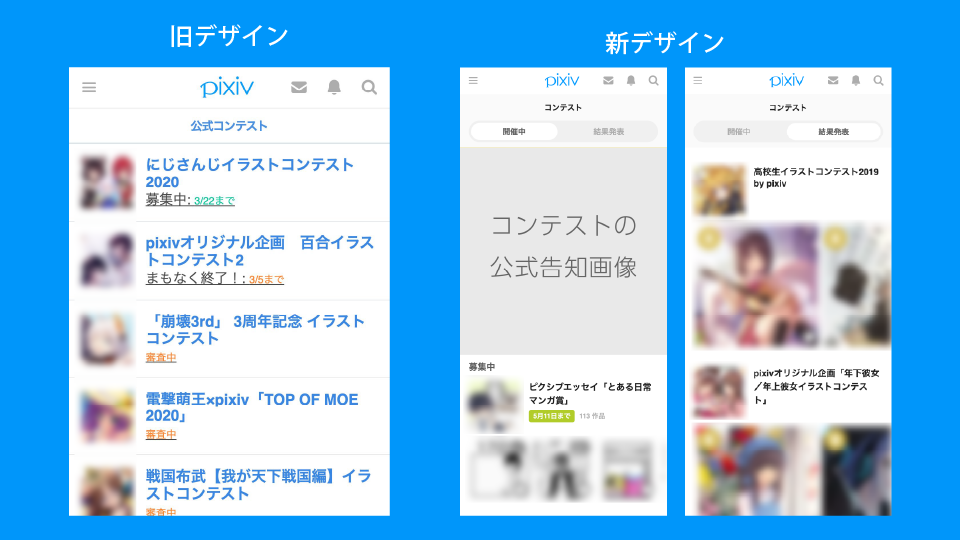 旧デザイン
pixiv
公式コンテスト
にじさんじイラストコンテスト
2020
募集中: 3/22まで
pixivオリジナル企画　百合イラス
トコンテスト2
まもなく終了！: 3/5まで
「崩壊3rd」 3周年記念 イラスト
コンテスト
審査中
電撃萌王×pixiv「TOP OF MOE
2020」
審査中
戦国布武【我が天下戦国編】イラ
ストコンテスト
審査中
新デザイン
pixiv
コンテスト
開催中
結果発表
コンテストの
公式告知画像
募集中
ピクシブエッセイ「とある日常
マンガ賞」
5月11日まで 113 作品
pixiv
コンテスト
開催中
結果発表
高校生イラストコンテスト2019
by pixiv
pixivオリジナル企画「年下彼女
／年上彼女イラストコンテス
ト」